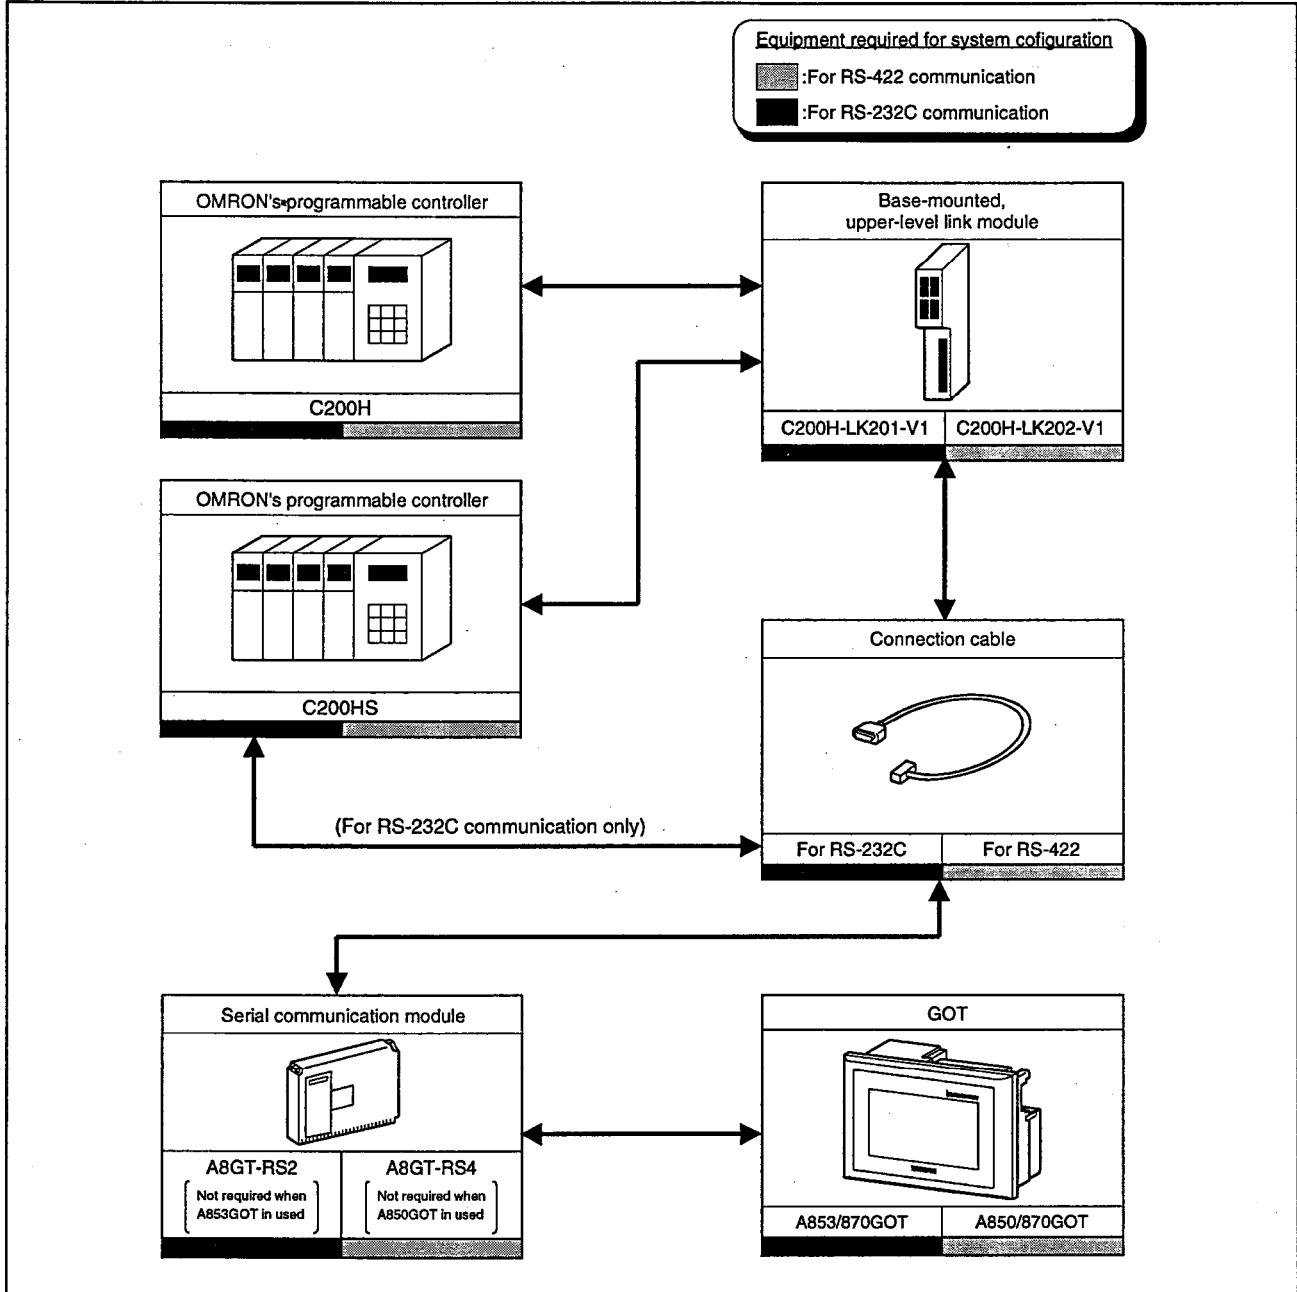 Equipment required for system cofiguration
:For RS-422 communication
:For RS-232C communication
OMRON's programmable controller
C200H
Base-mounted,
upper-level link module
C200H-LK201-V1
C200H-LK202-V1
OMRON's programmable controller
C200HS
Connection cable
(For RS-232C communication only)
For RS-232C
For RS-422
Serial communication module
A8GT-RS2
Not required when
A853GOT in used
A8GT-RS4
Not required when
A850GOT in used
GOT
A853/870GOT
A850/870GOT